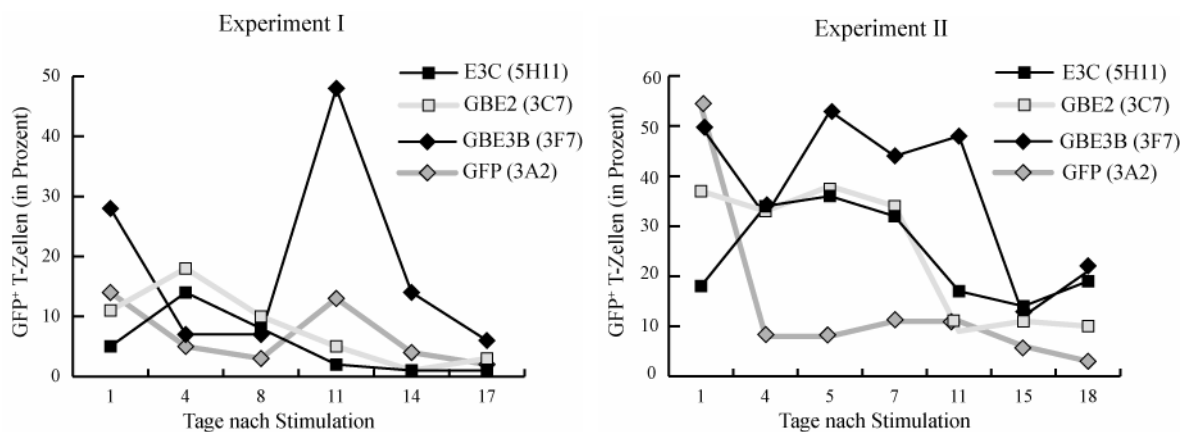 Experiment I
GFP⁺ T-Zellen (in Prozent)
50
40
30
20
10
0
E3C (5H11)
GBE2 (3C7)
GBE3B (3F7)
GFP (3A2)
1 4 8 11 14 17
Tage nach Stimulation
Experiment II
GFP⁺ T-Zellen (in Prozent)
60
50
40
30
20
10
0
E3C (5H11)
GBE2 (3C7)
GBE3B (3F7)
GFP (3A2)
1 4 5 7 11 15 18
Tage nach Stimulation